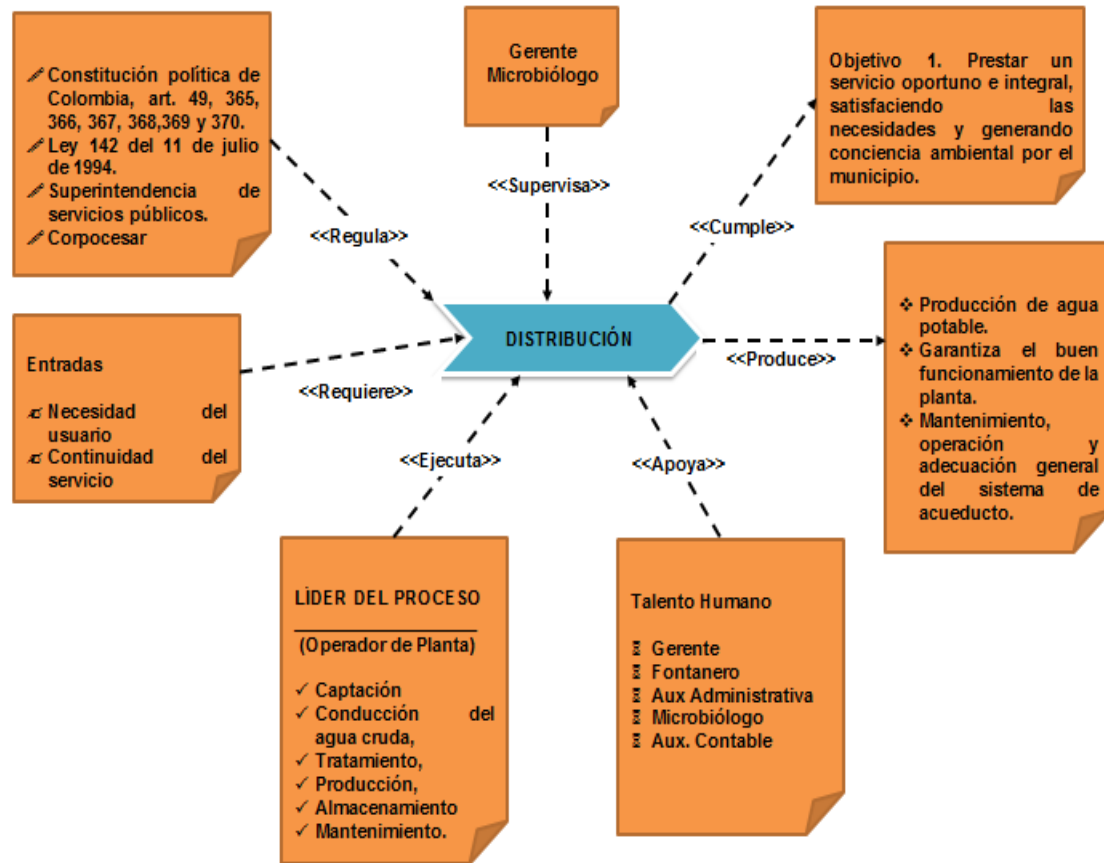 Constitución política de
Colombia, art. 49, 365,
366, 367, 368,369 y 370.
Ley 142 del 11 de julio
de 1994.
Superintendencia de
servicios públicos.
Corpocesar
Gerente
Microbiólogo
Objetivo 1. Prestar un
servicio oportuno e integral,
satisfaciendo las
necesidades y generando
conciencia ambiental por el
municipio.
<<Regula>>
<<Supervisa>>
<<Cumple>>
Entradas
Necesidad del
usuario
Continuidad del
servicio
<<Requiere>>
DISTRIBUCIÓN
<<Produce>>
Producción de agua
potable.
Garantiza el buen
funcionamiento de la
planta.
Mantenimiento,
operación y
adecuación general
del sistema de
acueducto.
<<Ejecuta>>
<<Apoya>>
LÌDER DEL PROCESO
(Operador de Planta)
Captación
Conducción del
agua cruda,
Tratamiento,
Producción,
Almacenamiento
Mantenimiento.
Talento Humano
Gerente
Fontanero
Aux Administrativa
Microbiólogo
Aux. Contable